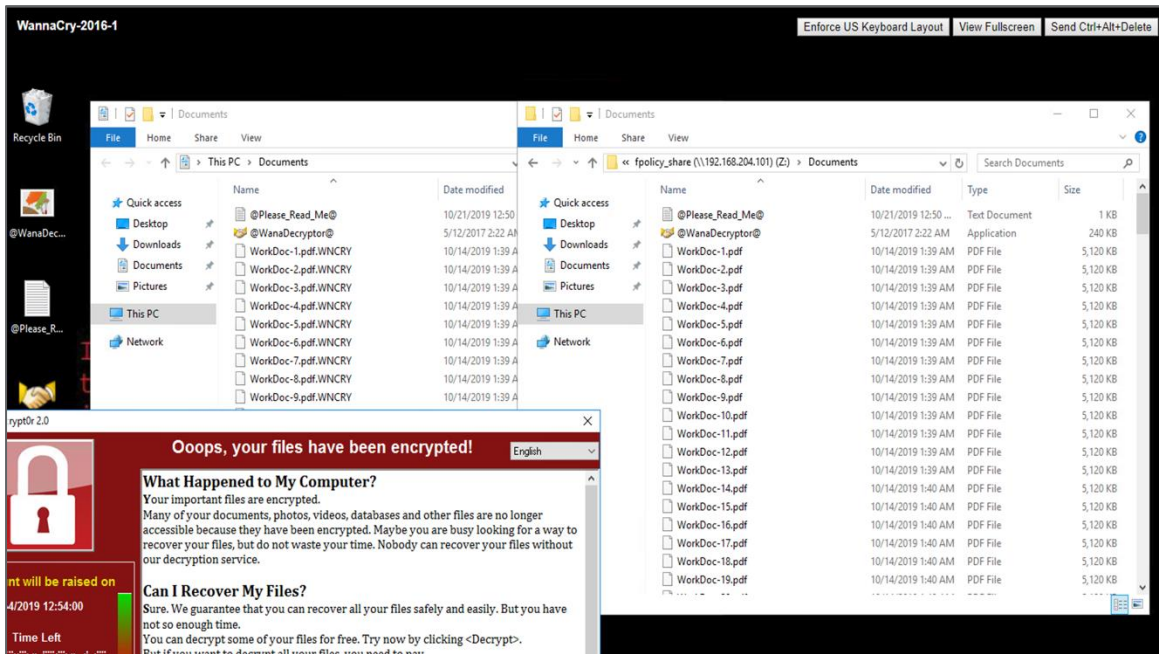 WannaCry-2016-1
Enforce US Keyboard Layout View Fullscreen Send Ctrl+Alt+Delete
Recycle Bin
@WanaDec...
@Please_R...
Documents
File Home Share View
This PC > Documents
Name Date modified
Quick access
Desktop
Downloads
Documents
Pictures
This PC
Network
@Please_Read_Me@ 10/21/2019 12:50
@WanaDecryptor@ 5/12/2017 2:22 AM
WorkDoc-1.pdf.WNCRY 10/14/2019 1:39 A
WorkDoc-2.pdf.WNCRY 10/14/2019 1:39 A
WorkDoc-3.pdf.WNCRY 10/14/2019 1:39 A
WorkDoc-4.pdf.WNCRY 10/14/2019 1:39 A
WorkDoc-5.pdf.WNCRY 10/14/2019 1:39 A
WorkDoc-6.pdf.WNCRY 10/14/2019 1:39 A
WorkDoc-7.pdf.WNCRY 10/14/2019 1:39 A
WorkDoc-8.pdf.WNCRY 10/14/2019 1:39 A
WorkDoc-9.pdf.WNCRY 10/14/2019 1:39 A
Documents
File Home Share View
« fpolicy_share (\\192.168.204.101) (Z:) > Documents
Search Documents
Name Date modified Type Size
Quick access
Desktop
Downloads
Documents
Pictures
This PC
Network
@Please_Read_Me@ 10/21/2019 12:50 ... Text Document 1 KB
@WanaDecryptor@ 5/12/2017 2:22 AM Application 240 KB
WorkDoc-1.pdf 10/14/2019 1:39 AM PDF File 5,120 KB
WorkDoc-2.pdf 10/14/2019 1:39 AM PDF File 5,120 KB
WorkDoc-3.pdf 10/14/2019 1:39 AM PDF File 5,120 KB
WorkDoc-4.pdf 10/14/2019 1:39 AM PDF File 5,120 KB
WorkDoc-5.pdf 10/14/2019 1:39 AM PDF File 5,120 KB
WorkDoc-6.pdf 10/14/2019 1:39 AM PDF File 5,120 KB
WorkDoc-7.pdf 10/14/2019 1:39 AM PDF File 5,120 KB
WorkDoc-8.pdf 10/14/2019 1:39 AM PDF File 5,120 KB
WorkDoc-9.pdf 10/14/2019 1:39 AM PDF File 5,120 KB
WorkDoc-10.pdf 10/14/2019 1:39 AM PDF File 5,120 KB
WorkDoc-11.pdf 10/14/2019 1:39 AM PDF File 5,120 KB
WorkDoc-12.pdf 10/14/2019 1:39 AM PDF File 5,120 KB
WorkDoc-13.pdf 10/14/2019 1:39 AM PDF File 5,120 KB
WorkDoc-14.pdf 10/14/2019 1:40 AM PDF File 5,120 KB
WorkDoc-15.pdf 10/14/2019 1:40 AM PDF File 5,120 KB
WorkDoc-16.pdf 10/14/2019 1:40 AM PDF File 5,120 KB
WorkDoc-17.pdf 10/14/2019 1:40 AM PDF File 5,120 KB
WorkDoc-18.pdf 10/14/2019 1:40 AM PDF File 5,120 KB
WorkDoc-19.pdf 10/14/2019 1:40 AM PDF File 5,120 KB
rypt0r 2.0
Ooops, your files have been encrypted!
English
What Happened to My Computer?
Your important files are encrypted.
Many of your documents, photos, videos, databases and other files are no longer
accessible because they have been encrypted. Maybe you are busy looking for a way to
recover your files, but do not waste your time. Nobody can recover your files without
our decryption service.
Can I Recover My Files?
Sure. We guarantee that you can recover all your files safely and easily. But you have
not so enough time.
You can decrypt some of your files for free. Try now by clicking <Decrypt>.
But if you want to decrypt all your files, you need to pay.
nt will be raised on
4/2019 12:54:00
Time Left